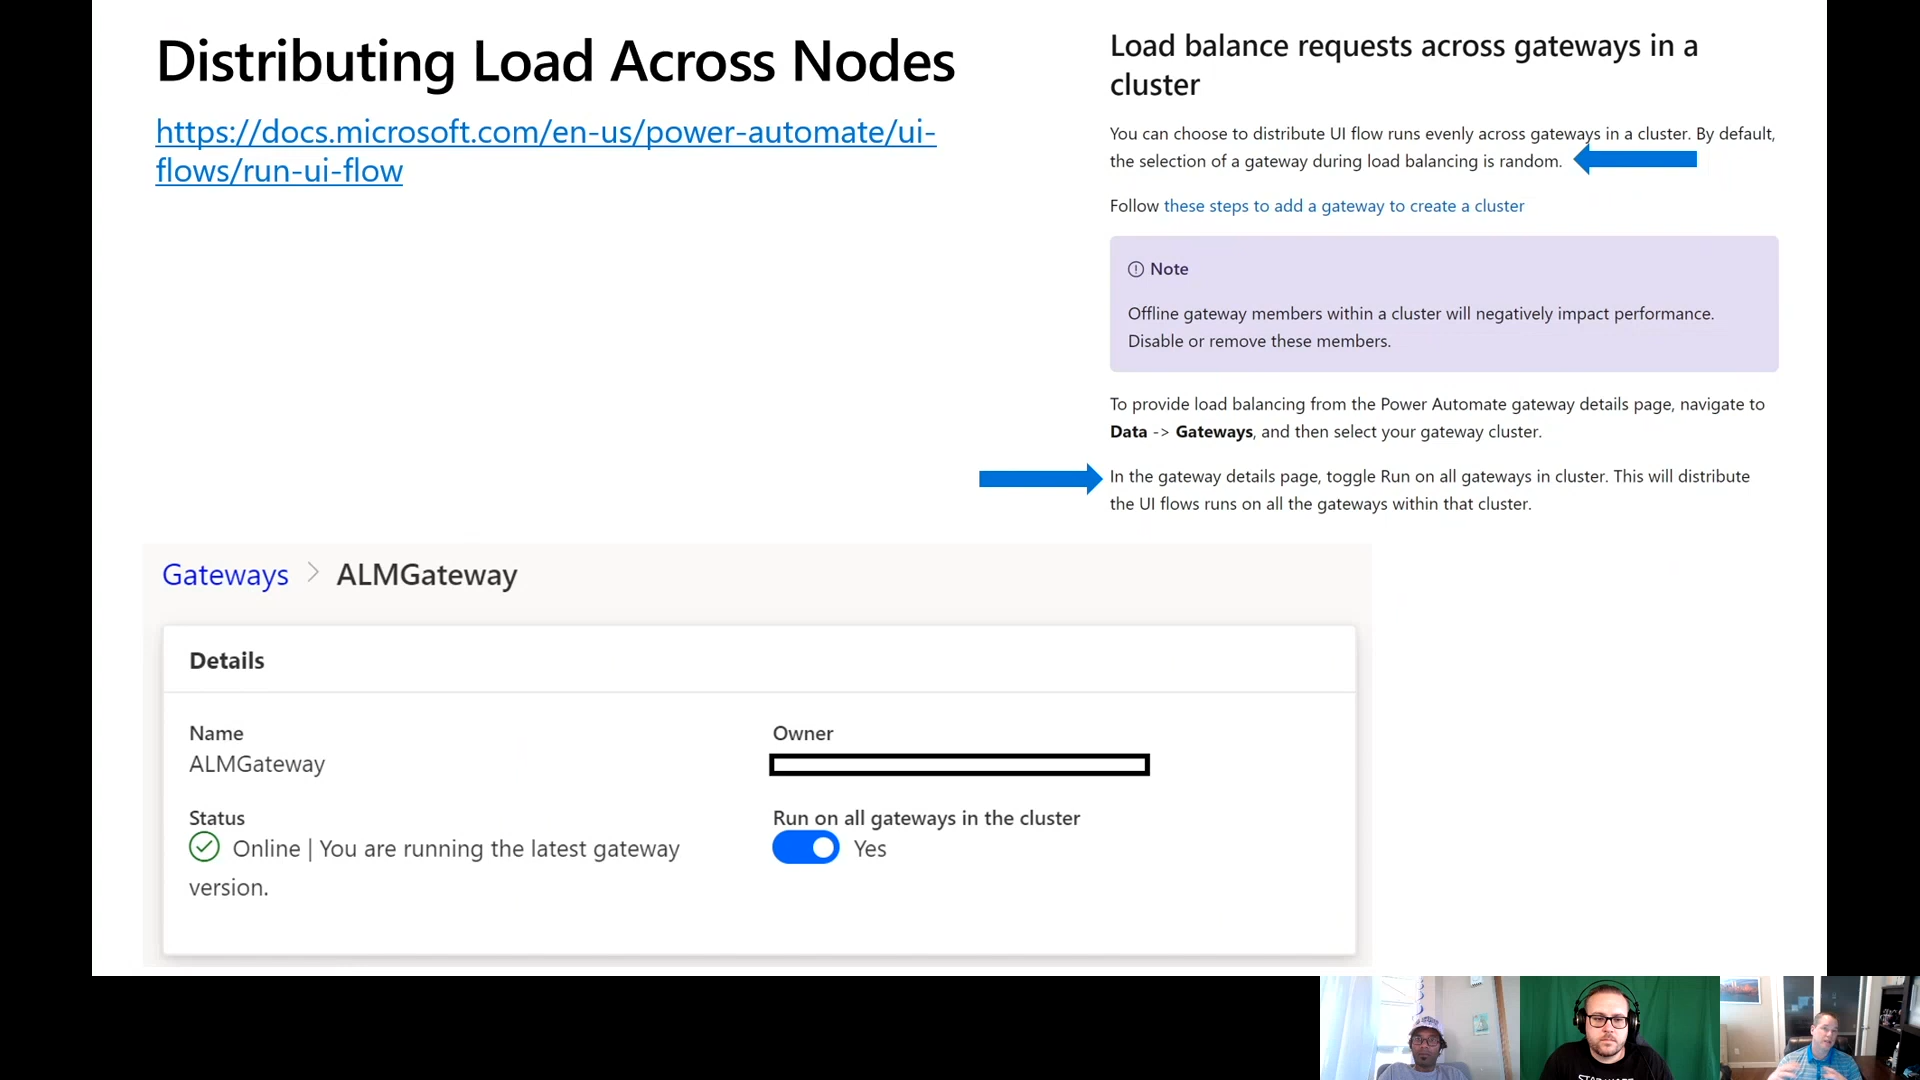 Distributing Load Across Nodes
https://docs.microsoft.com/en-us/power-automate/ui-
flows/run-ui-flow
Load balance requests across gateways in a
cluster
You can choose to distribute UI flow runs evenly across gateways in a cluster. By default,
the selection of a gateway during load balancing is random.
Follow these steps to add a gateway to create a cluster
Note
Offline gateway members within a cluster will negatively impact performance.
Disable or remove these members.
To provide load balancing from the Power Automate gateway details page, navigate to
Data -> Gateways, and then select your gateway cluster.
In the gateway details page, toggle Run on all gateways in cluster. This will distribute
the UI flows runs on all the gateways within that cluster.
Gateways > ALMGateway
Details
Name
ALMGateway
Owner
Status
Online | You are running the latest gateway
version.
Run on all gateways in the cluster
Yes